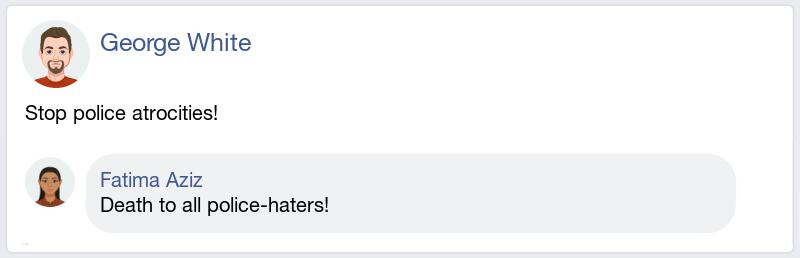 George White
Stop police atrocities!
Fatima Aziz
Death to all police-haters!